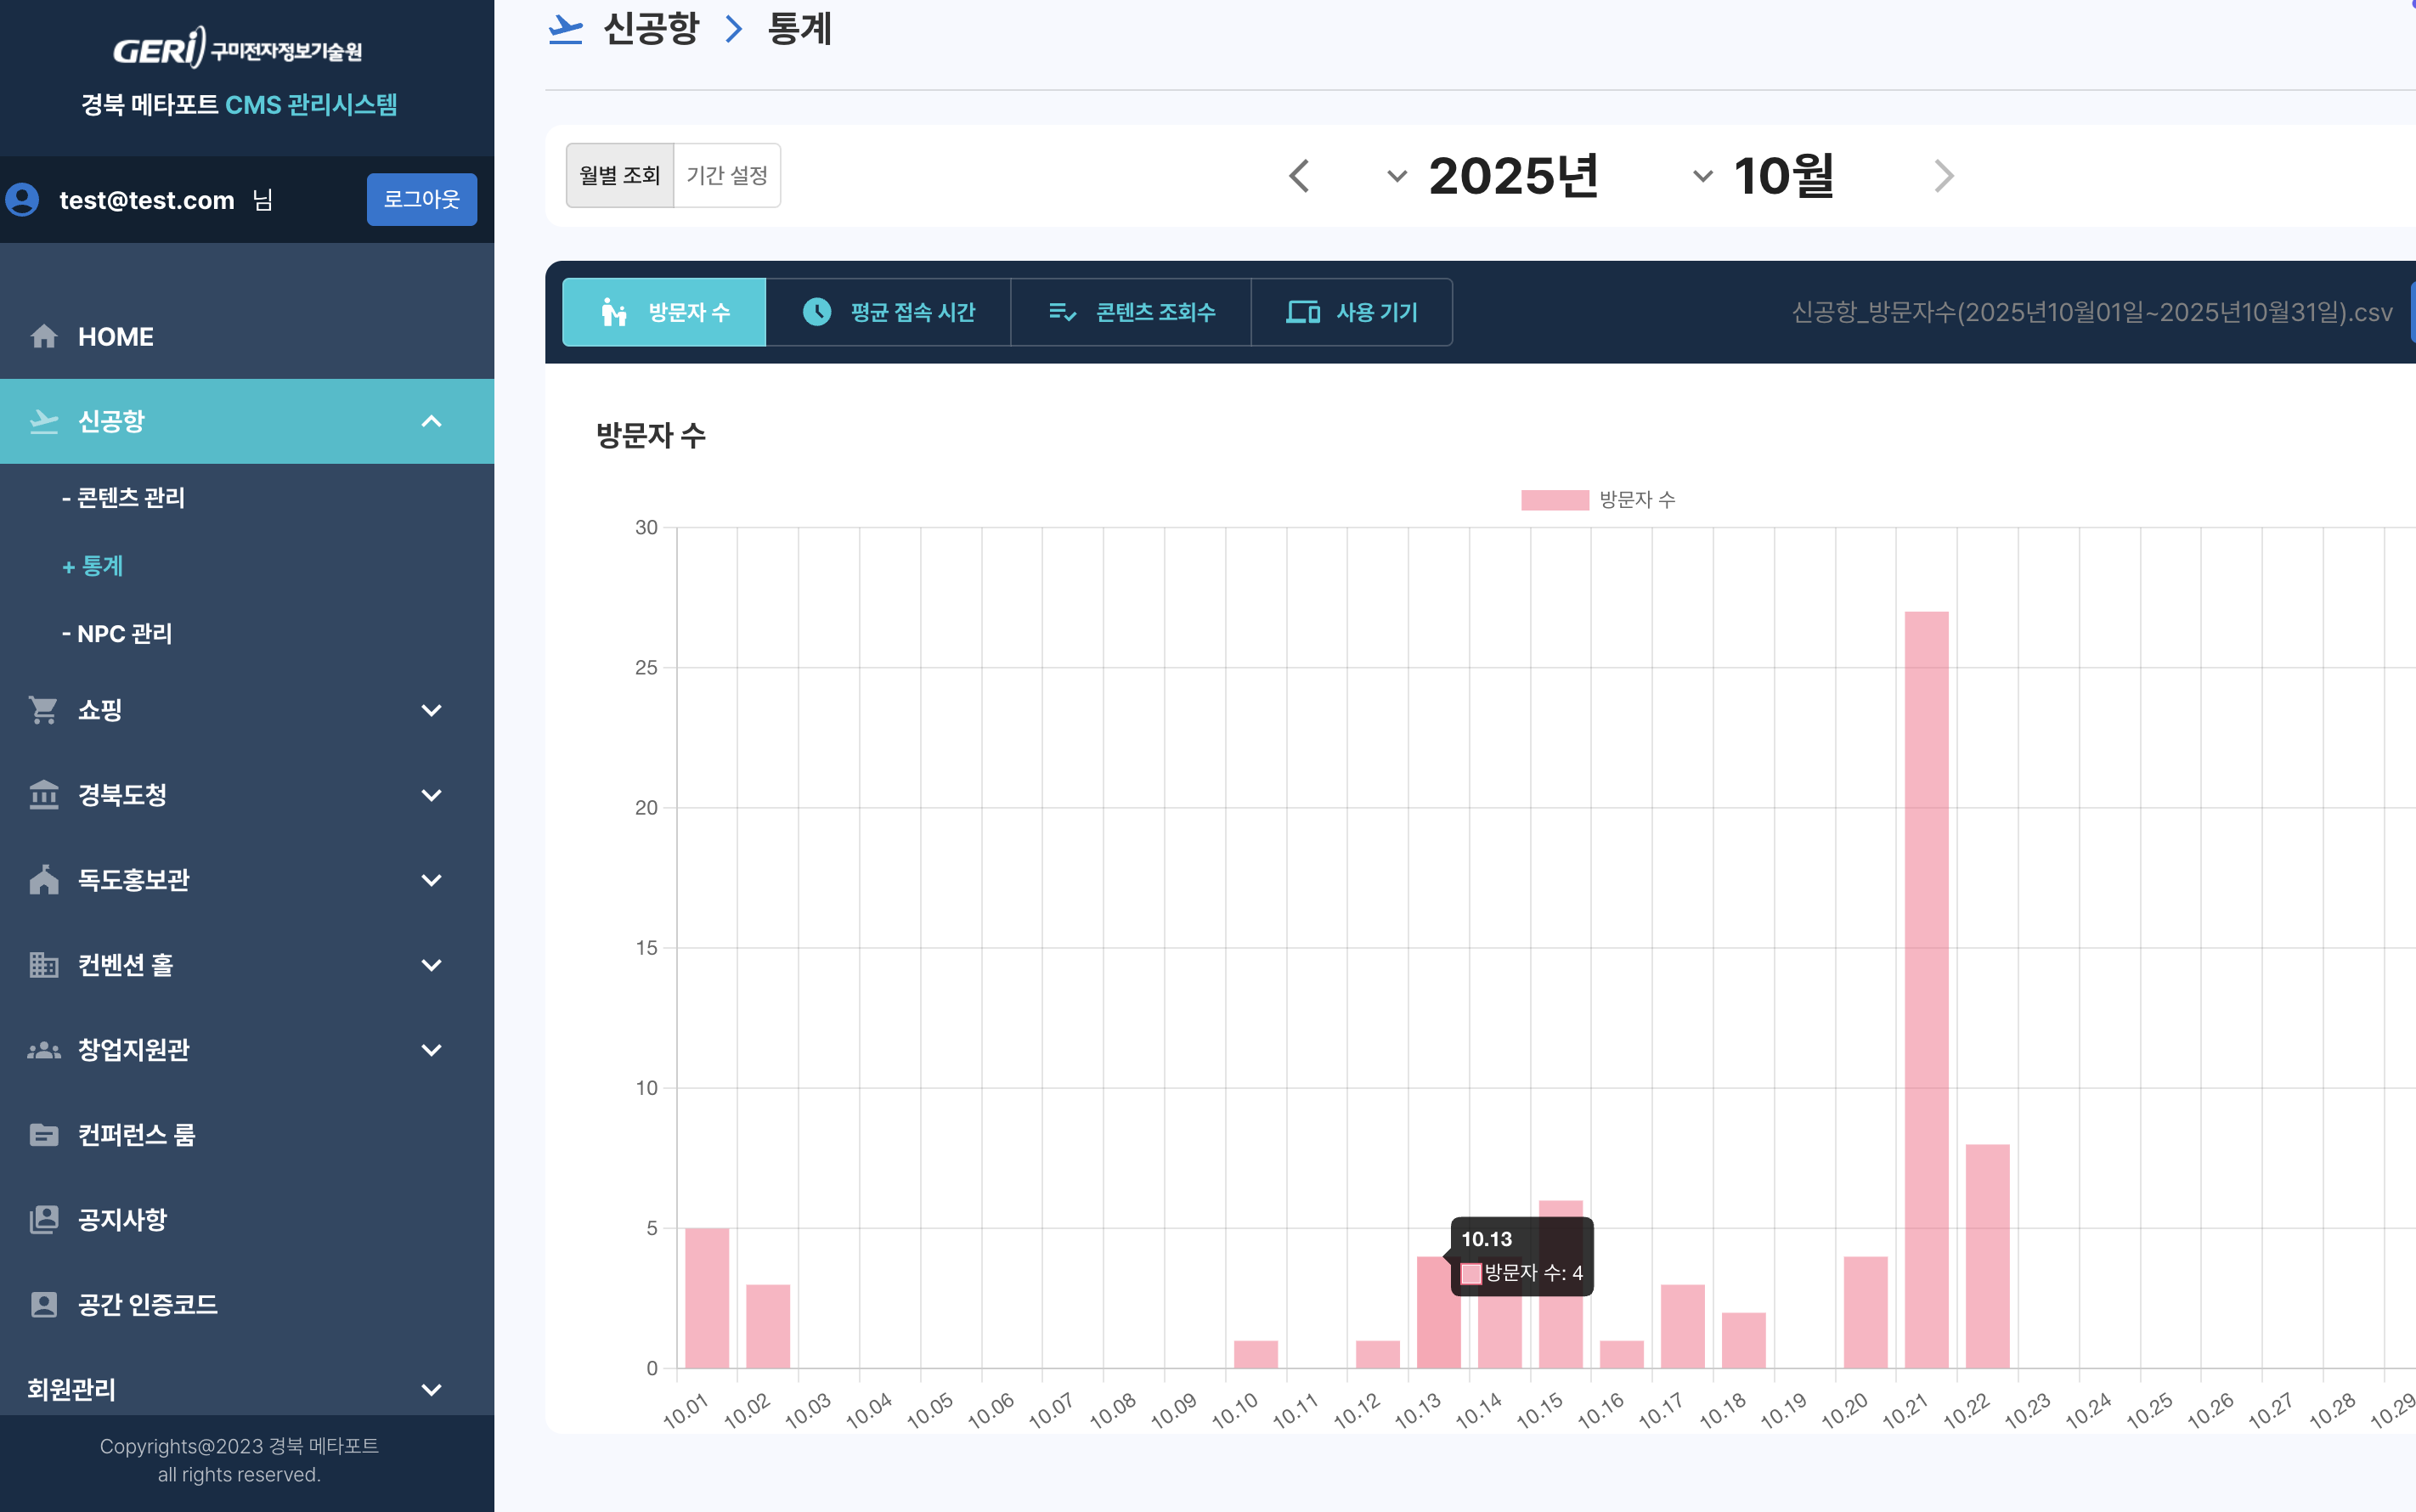 GERi 구미전자정보기술원
경북 메타포트 CMS 관리시스템
test@test.com 님
로그아웃
HOME
신공항
- 콘텐츠 관리
+ 통계
- NPC 관리
쇼핑
경북도청
독도홍보관
컨벤션 홀
창업지원관
컨퍼런스 룸
공지사항
공간 인증코드
회원관리
Copyrights@2023 경북 메타포트
all rights reserved.
신공항 > 통계
월별 조회 기간 설정
2025년 10월
방문자 수 평균 접속 시간 콘텐츠 조회수 사용 기기
신공항_방문자수(2025년10월01일~2025년10월31일).csv
방문자 수
방문자 수
30
25
20
15
10
5
0
10.13
방문자 수: 4
10.01 10.02 10.03 10.04 10.05 10.06 10.07 10.08 10.09 10.10 10.11 10.12 10.13 10.14 10.15 10.16 10.17 10.18 10.19 10.20 10.21 10.22 10.23 10.24 10.25 10.26 10.27 10.28 10.29